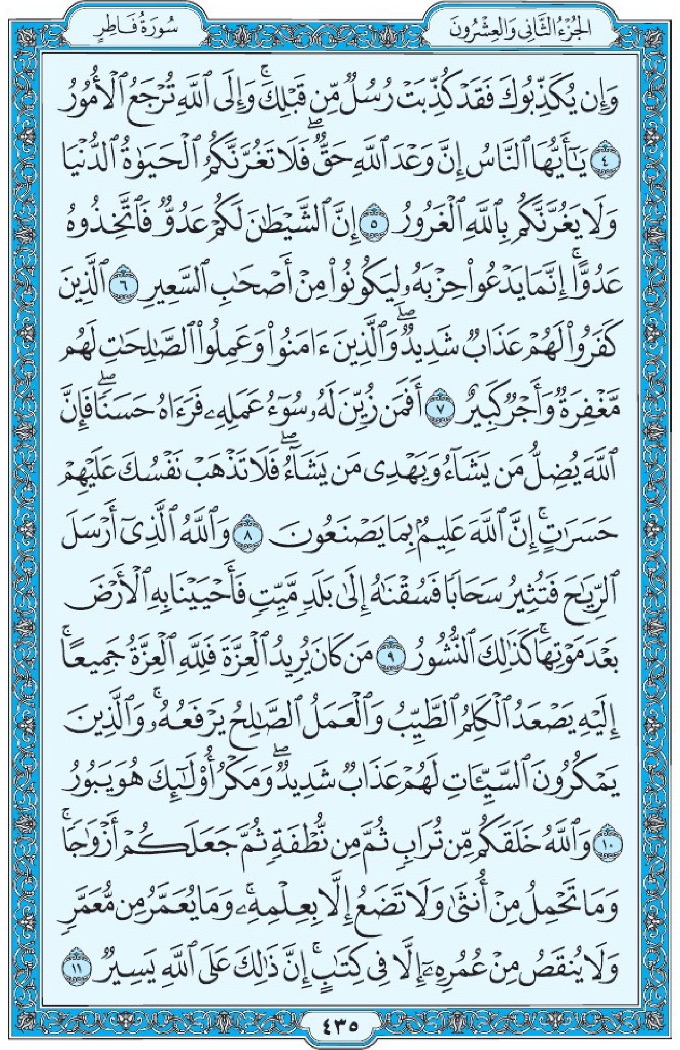 الجزء الثاني والعشرون
سورة فاطر
وَإِن يُكَذِّبُوكَ فَقَدْ كُذِّبَتْ رُسُلٌ مِّن قَبْلِكَۚ وَإِلَى ٱللَّهِ تُرْجَعُ ٱلْأُمُورُ
٤ يَـٰٓأَيُّهَا ٱلنَّاسُ إِنَّ وَعْدَ ٱللَّهِ حَقٌّۖ فَلَا تَغُرَّنَّكُمُ ٱلْحَيَوٰةُ ٱلدُّنْيَا
وَلَا يَغُرَّنَّكُم بِٱللَّهِ ٱلْغَرُورُ ٥ إِنَّ ٱلشَّيْطَـٰنَ لَكُمْ عَدُوٌّ فَٱتَّخِذُوهُ
عَدُوًّاۚ إِنَّمَا يَدْعُوا۟ حِزْبَهُۥ لِيَكُونُوا۟ مِنْ أَصْحَـٰبِ ٱلسَّعِيرِ ٦ ٱلَّذِينَ
كَفَرُوا۟ لَهُمْ عَذَابٌ شَدِيدٌۖ وَٱلَّذِينَ ءَامَنُوا۟ وَعَمِلُوا۟ ٱلصَّـٰلِحَـٰتِ لَهُم
مَّغْفِرَةٌ وَأَجْرٌ كَبِيرٌ ٧ أَفَمَن زُيِّنَ لَهُۥ سُوٓءُ عَمَلِهِۦ فَرَءَاهُ حَسَنًاۖ فَإِنَّ
ٱللَّهَ يُضِلُّ مَن يَشَآءُ وَيَهْدِى مَن يَشَآءُۖ فَلَا تَذْهَبْ نَفْسُكَ عَلَيْهِمْ
حَسَرَٰتٍۚ إِنَّ ٱللَّهَ عَلِيمٌۢ بِمَا يَصْنَعُونَ ٨ وَٱللَّهُ ٱلَّذِىٓ أَرْسَلَ
ٱلرِّيَـٰحَ فَتُثِيرُ سَحَابًا فَسُقْنَـٰهُ إِلَىٰ بَلَدٍ مَّيِّتٍ فَأَحْيَيْنَا بِهِ ٱلْأَرْضَ
بَعْدَ مَوْتِهَاۚ كَذَٰلِكَ ٱلنُّشُورُ ٩ مَن كَانَ يُرِيدُ ٱلْعِزَّةَ فَلِلَّهِ ٱلْعِزَّةُ جَمِيعًاۚ
إِلَيْهِ يَصْعَدُ ٱلْكَلِمُ ٱلطَّيِّبُ وَٱلْعَمَلُ ٱلصَّـٰلِحُ يَرْفَعُهُۥۚ وَٱلَّذِينَ
يَمْكُرُونَ ٱلسَّيِّـَٔاتِ لَهُمْ عَذَابٌ شَدِيدٌۖ وَمَكْرُ أُو۟لَـٰٓئِكَ هُوَ يَبُورُ
١٠ وَٱللَّهُ خَلَقَكُم مِّن تُرَابٍ ثُمَّ مِن نُّطْفَةٍ ثُمَّ جَعَلَكُمْ أَزْوَٰجًاۚ
وَمَا تَحْمِلُ مِنْ أُنثَىٰ وَلَا تَضَعُ إِلَّا بِعِلْمِهِۦۚ وَمَا يُعَمَّرُ مِن مُّعَمَّرٍ
وَلَا يُنقَصُ مِنْ عُمُرِهِۦٓ إِلَّا فِى كِتَـٰبٍۚ إِنَّ ذَٰلِكَ عَلَى ٱللَّهِ يَسِيرٌ ١١
٤٣٥